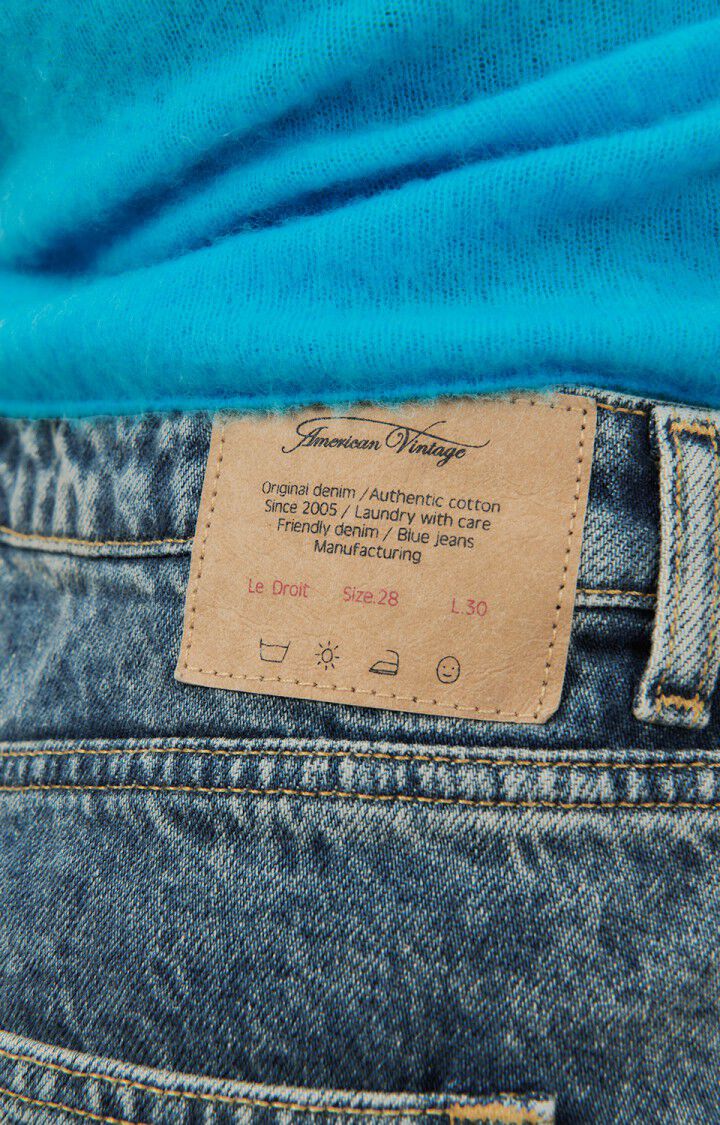 American Vintage
Original denim / Authentic cotton
Since 2005 / Laundry with care
Friendly denim / Blue jeans
Manufacturing
Le Droit Size.28 L.30